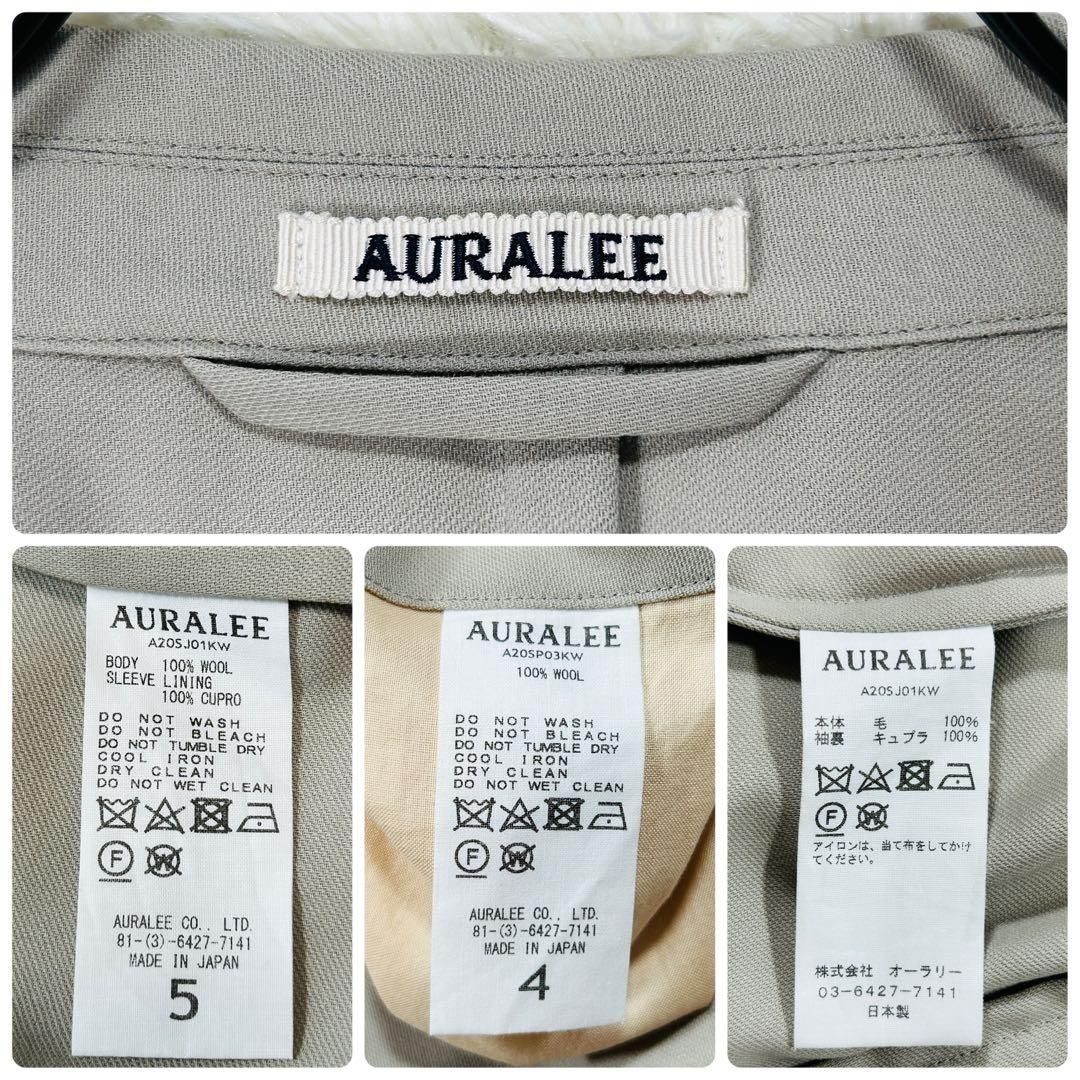 AURALEE
AURALEE
A20SJ01KW
BODY 100% WOOL
SLEEVE LINING
100% CUPRO
DO NOT WASH
DO NOT BLEACH
DO NOT TUMBLE DRY
COOL IRON
DRY CLEAN
DO NOT WET CLEAN
F W
AURALEE CO., LTD.
81-(3)-6427-7141
MADE IN JAPAN
5
AURALEE
A20SP03KW
100% WOOL
DO NOT WASH
DO NOT BLEACH
DO NOT TUMBLE DRY
COOL IRON
DRY CLEAN
DO NOT WET CLEAN
F W
AURALEE CO., LTD.
81-(3)-6427-7141
MADE IN JAPAN
4
AURALEE
A20SJ01KW
本体 毛 100%
袖裏 キュプラ 100%
F W
アイロンは、当て布をしてかけ
てください。
株式会社 オーラリー
03-6427-7141
日本製